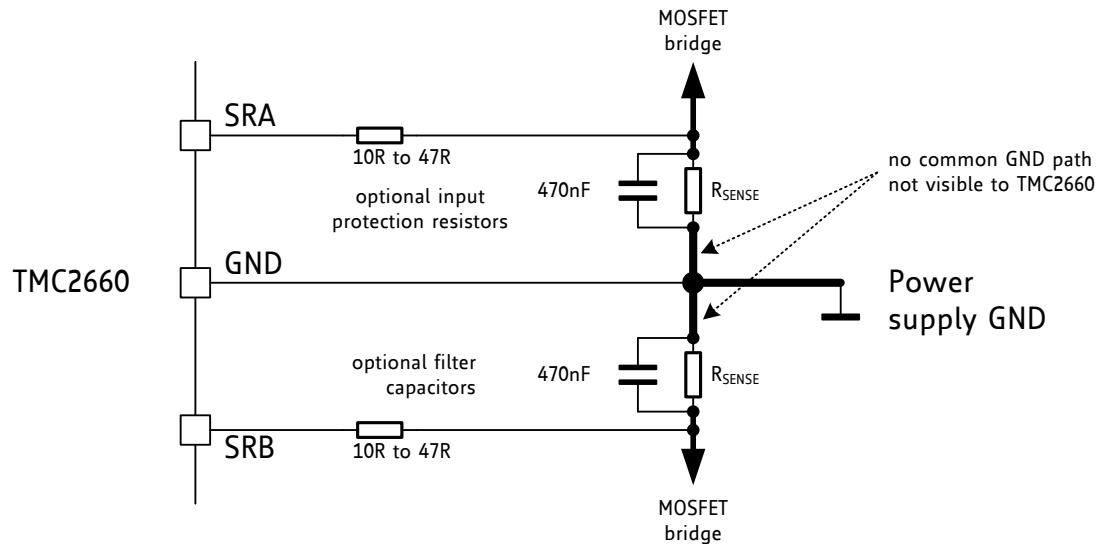 MOSFET
bridge
SRA
10R to 47R
optional input
protection resistors
470nF
RSENSE
no common GND path
not visible to TMC2660
TMC2660
GND
Power
supply GND
optional filter
capacitors
470nF
RSENSE
SRB
10R to 47R
MOSFET
bridge